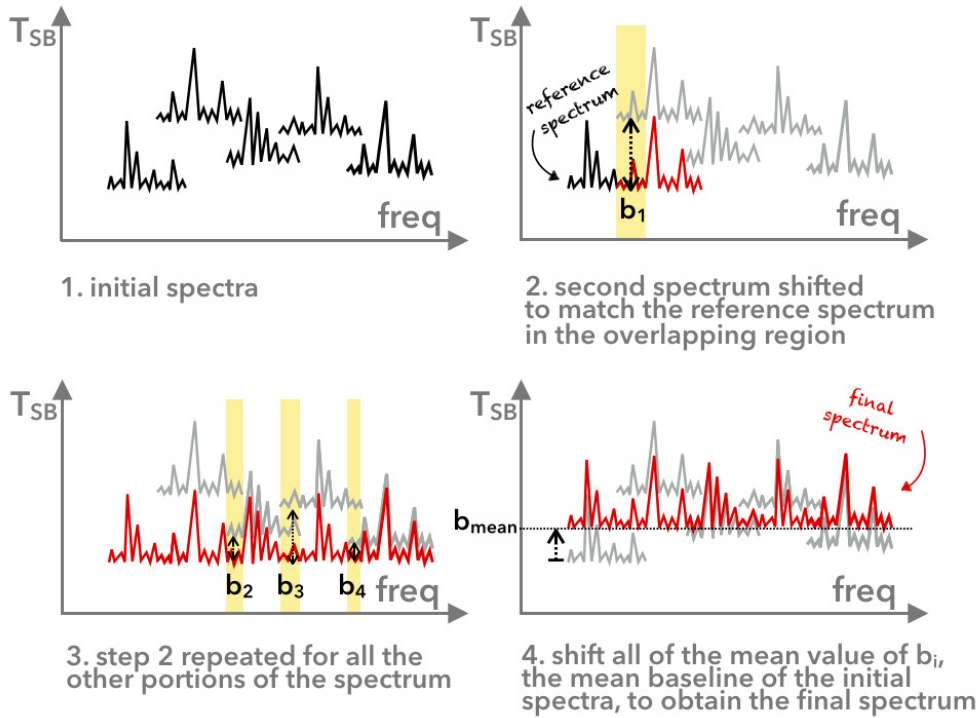 TSB
freq
1. initial spectra
TSB
reference
spectrum
b1
freq
2. second spectrum shifted
to match the reference spectrum
in the overlapping region
TSB
b2
b3
b4
freq
3. step 2 repeated for all the
other portions of the spectrum
TSB
final
spectrum
bmean
freq
4. shift all of the mean value of bi,
the mean baseline of the initial
spectra, to obtain the final spectrum